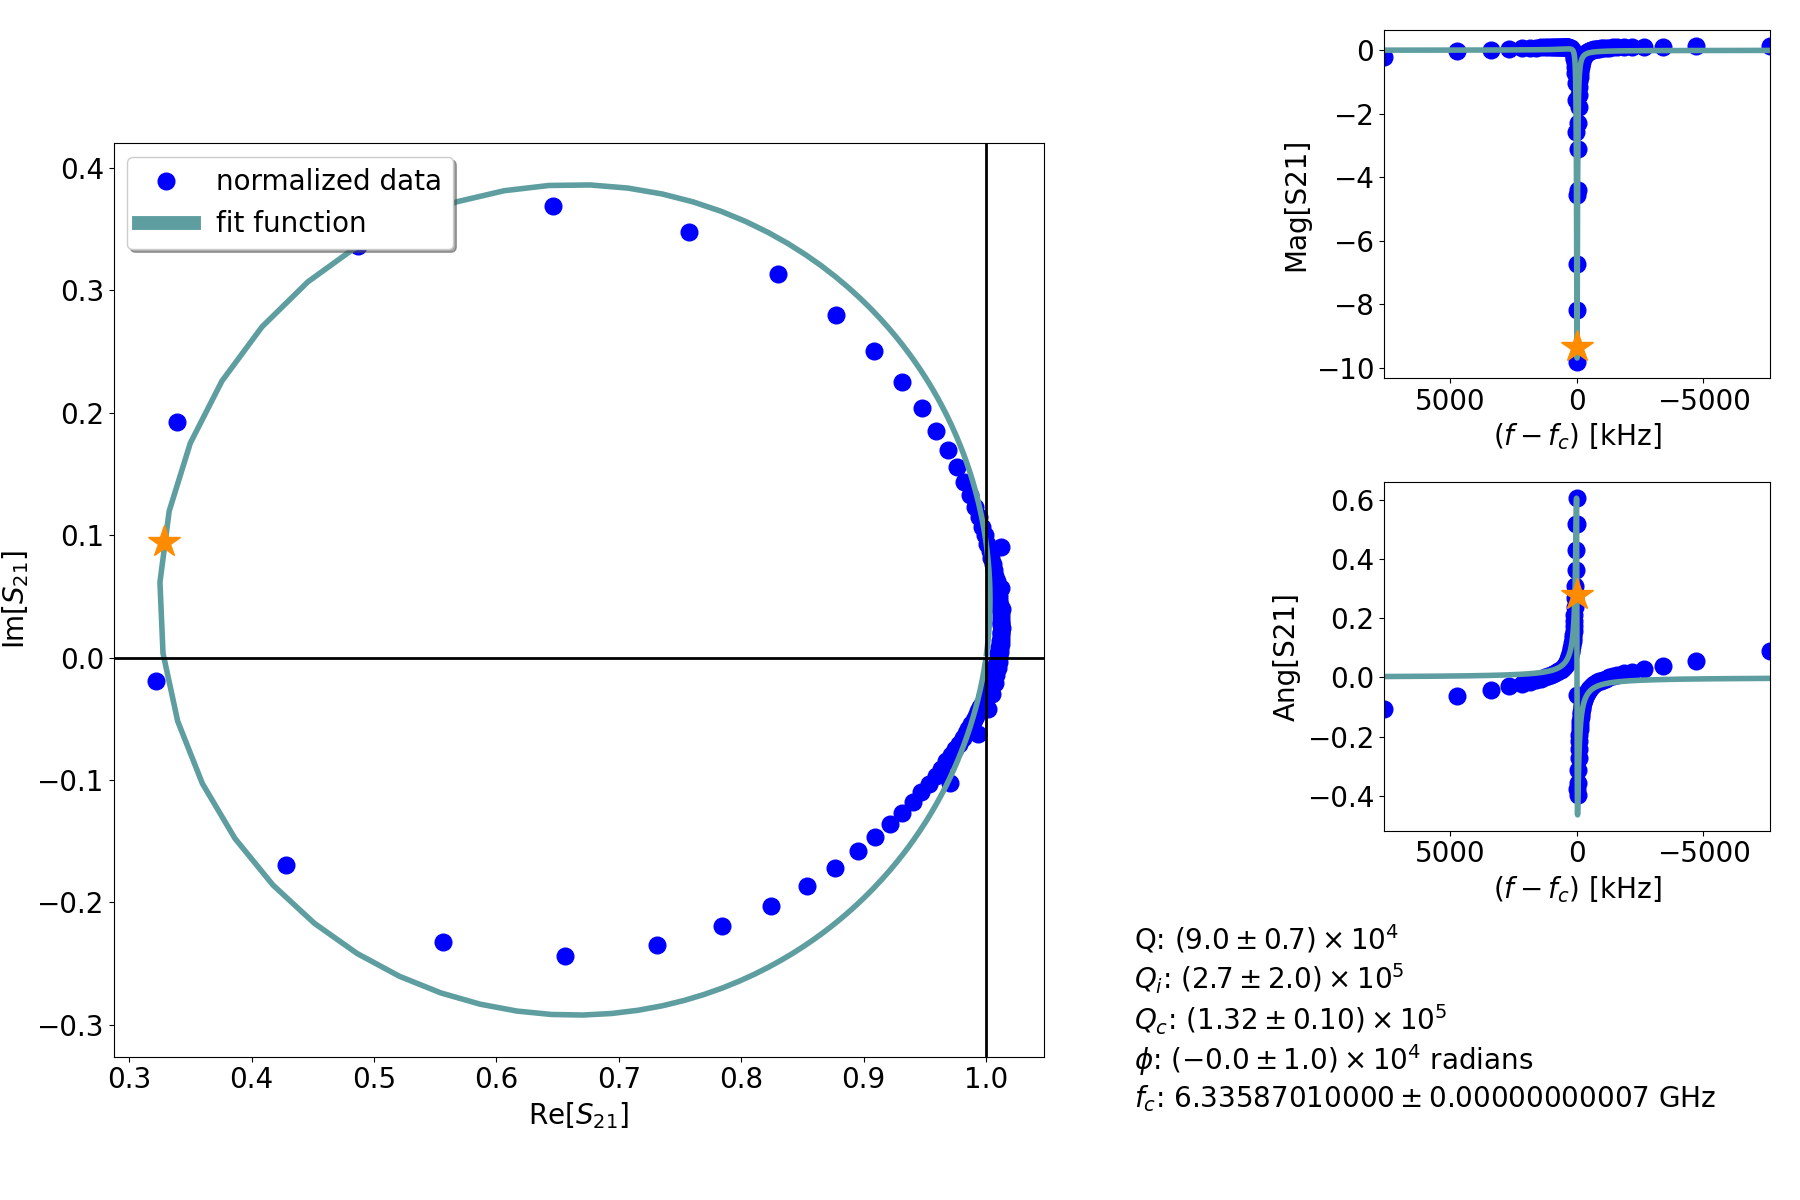 normalized data
fit function
0.4
0.3
0.2
0.1
0.0
−0.1
−0.2
−0.3
Im[S21]
0.3 0.4 0.5 0.6 0.7 0.8 0.9 1.0
Re[S21]
0
−2
−4
−6
−8
−10
Mag[S21]
5000 0 −5000
(f − fc) [kHz]
0.6
0.4
0.2
0.0
−0.2
−0.4
Ang[S21]
5000 0 −5000
(f − fc) [kHz]
Q: (9.0 ± 0.7) × 10^4
Qi: (2.7 ± 2.0) × 10^5
Qc: (1.32 ± 0.10) × 10^5
ϕ: (−0.0 ± 1.0) × 10^4 radians
fc: 6.33587010000 ± 0.00000000007 GHz